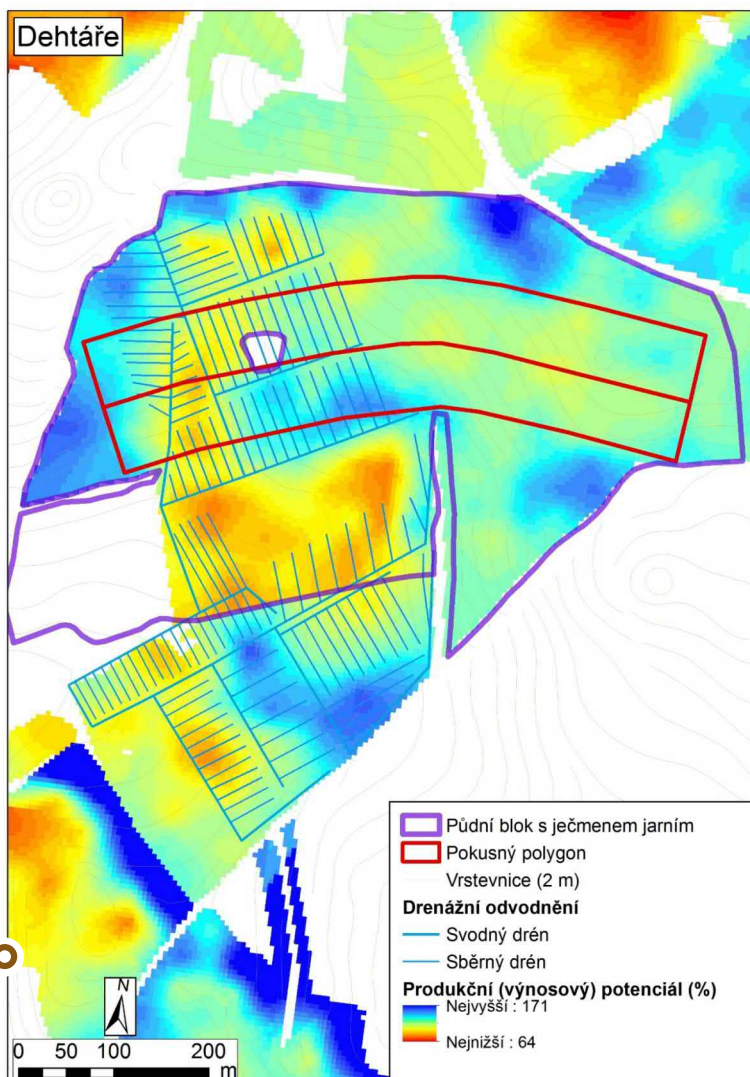 Dehtáře
Půdní blok s ječmenem jarním
Pokusný polygon
Vrstevnice (2 m)
Drenážní odvodnění
Svodný drén
Sběrný drén
Produkční (výnosový) potenciál (%)
Nejvyšší : 171
Nejnižší : 64
N
0 50 100 200
m